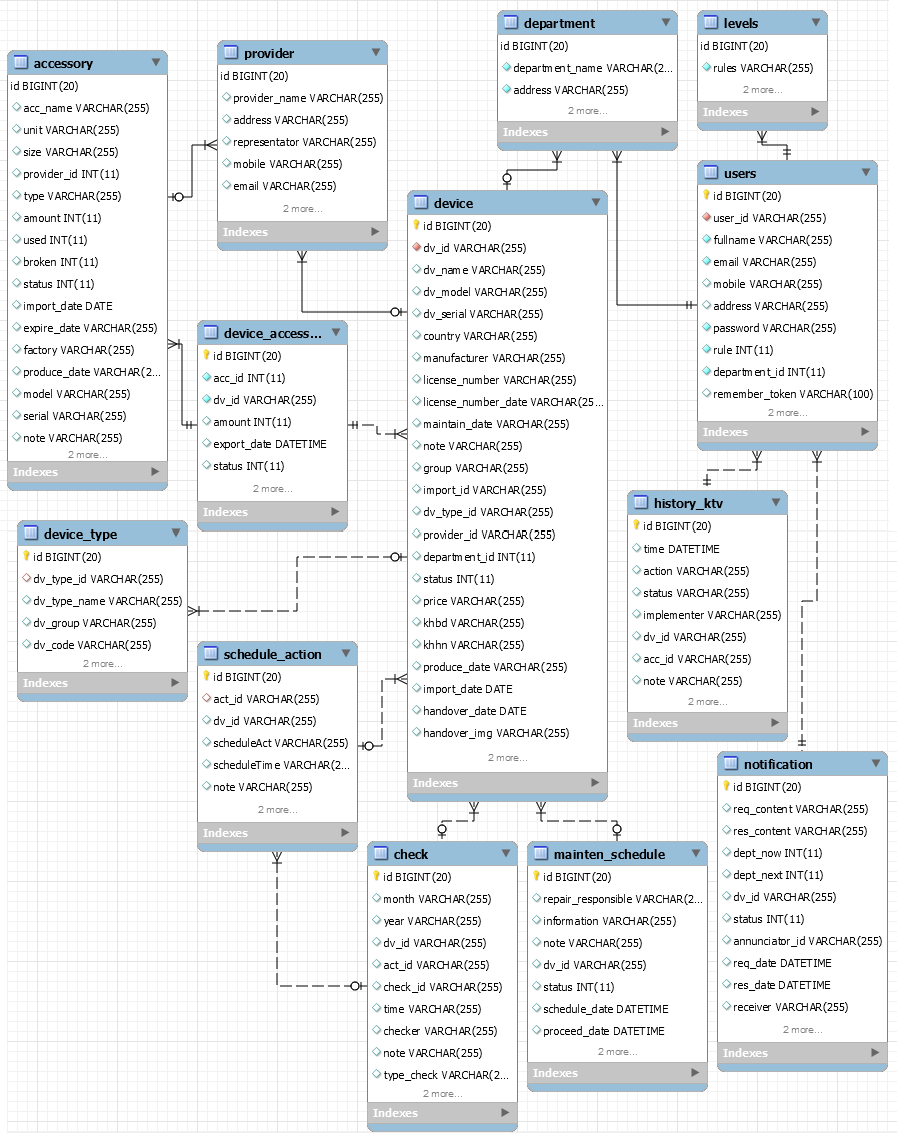 accessory
id BIGINT(20)
acc_name VARCHAR(255)
unit VARCHAR(255)
size VARCHAR(255)
provider_id INT(11)
type VARCHAR(255)
amount INT(11)
used INT(11)
broken INT(11)
status INT(11)
import_date DATE
expire_date VARCHAR(255)
factory VARCHAR(255)
produce_date VARCHAR(2...
model VARCHAR(255)
serial VARCHAR(255)
note VARCHAR(255)
2 more...
Indexes
provider
id BIGINT(20)
provider_name VARCHAR(255)
address VARCHAR(255)
representator VARCHAR(255)
mobile VARCHAR(255)
email VARCHAR(255)
2 more...
Indexes
department
id BIGINT(20)
department_name VARCHAR(2...
address VARCHAR(255)
2 more...
Indexes
levels
id BIGINT(20)
rules VARCHAR(255)
2 more...
Indexes
users
id BIGINT(20)
user_id VARCHAR(255)
fullname VARCHAR(255)
email VARCHAR(255)
mobile VARCHAR(255)
address VARCHAR(255)
password VARCHAR(255)
rule INT(11)
department_id INT(11)
remember_token VARCHAR(100)
2 more...
Indexes
device
id BIGINT(20)
dv_id VARCHAR(255)
dv_name VARCHAR(255)
dv_model VARCHAR(255)
dv_serial VARCHAR(255)
country VARCHAR(255)
manufacturer VARCHAR(255)
license_number VARCHAR(255)
license_number_date VARCHAR(25...
maintain_date VARCHAR(255)
note VARCHAR(255)
group VARCHAR(255)
import_id VARCHAR(255)
dv_type_id VARCHAR(255)
provider_id VARCHAR(255)
department_id INT(11)
status INT(11)
price VARCHAR(255)
khbd VARCHAR(255)
khhn VARCHAR(255)
produce_date VARCHAR(255)
import_date DATE
handover_date DATE
handover_img VARCHAR(255)
2 more...
Indexes
device_access...
id BIGINT(20)
acc_id INT(11)
dv_id VARCHAR(255)
amount INT(11)
export_date DATETIME
status INT(11)
2 more...
Indexes
device_type
id BIGINT(20)
dv_type_id VARCHAR(255)
dv_type_name VARCHAR(255)
dv_group VARCHAR(255)
dv_code VARCHAR(255)
2 more...
Indexes
schedule_action
id BIGINT(20)
act_id VARCHAR(255)
dv_id VARCHAR(255)
scheduleAct VARCHAR(255)
scheduleTime VARCHAR(2...
note VARCHAR(255)
2 more...
Indexes
history_ktv
id BIGINT(20)
time DATETIME
action VARCHAR(255)
status VARCHAR(255)
implementer VARCHAR(255)
dv_id VARCHAR(255)
acc_id VARCHAR(255)
note VARCHAR(255)
2 more...
Indexes
check
id BIGINT(20)
month VARCHAR(255)
year VARCHAR(255)
dv_id VARCHAR(255)
act_id VARCHAR(255)
check_id VARCHAR(255)
time VARCHAR(255)
checker VARCHAR(255)
note VARCHAR(255)
type_check VARCHAR(2...
2 more...
Indexes
mainten_schedule
id BIGINT(20)
repair_responsible VARCHAR(2...
information VARCHAR(255)
note VARCHAR(255)
dv_id VARCHAR(255)
status INT(11)
schedule_date DATETIME
proceed_date DATETIME
2 more...
Indexes
notification
id BIGINT(20)
req_content VARCHAR(255)
res_content VARCHAR(255)
dept_now INT(11)
dept_next INT(11)
dv_id VARCHAR(255)
status INT(11)
annunciator_id VARCHAR(255)
req_date DATETIME
res_date DATETIME
receiver VARCHAR(255)
2 more...
Indexes